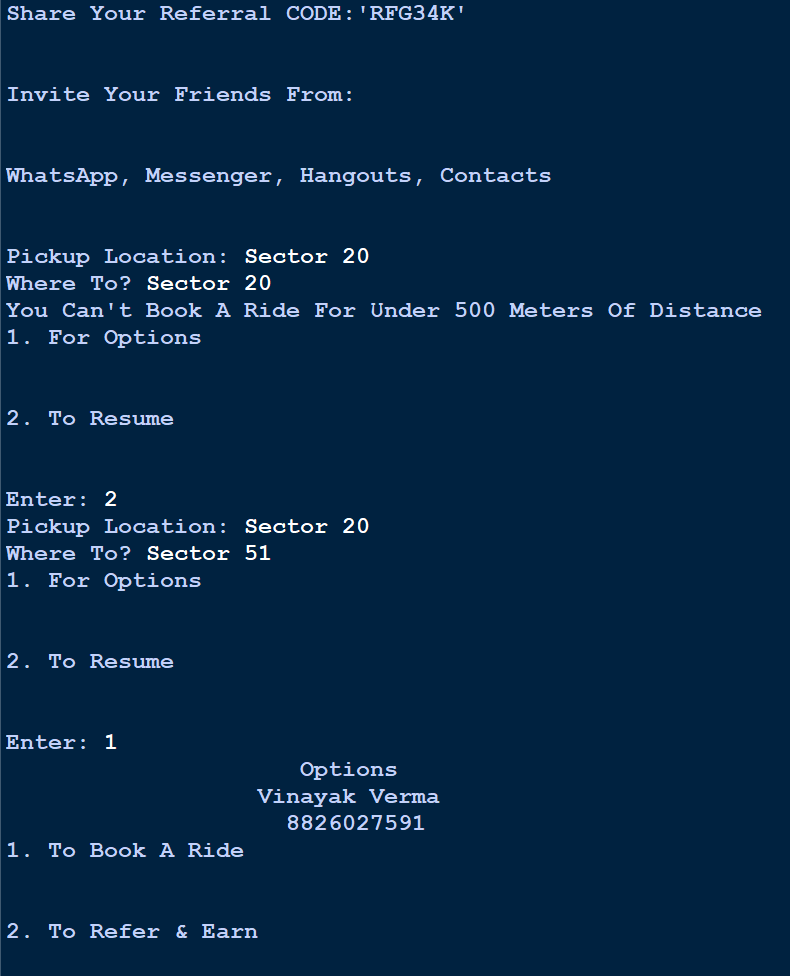 Share Your Referral CODE:'RFG34K'
Invite Your Friends From:
WhatsApp, Messenger, Hangouts, Contacts
Pickup Location: Sector 20
Where To? Sector 20
You Can't Book A Ride For Under 500 Meters Of Distance
1. For Options
2. To Resume
Enter: 2
Pickup Location: Sector 20
Where To? Sector 51
1. For Options
2. To Resume
Enter: 1
Options
Vinayak Verma
8826027591
1. To Book A Ride
2. To Refer & Earn